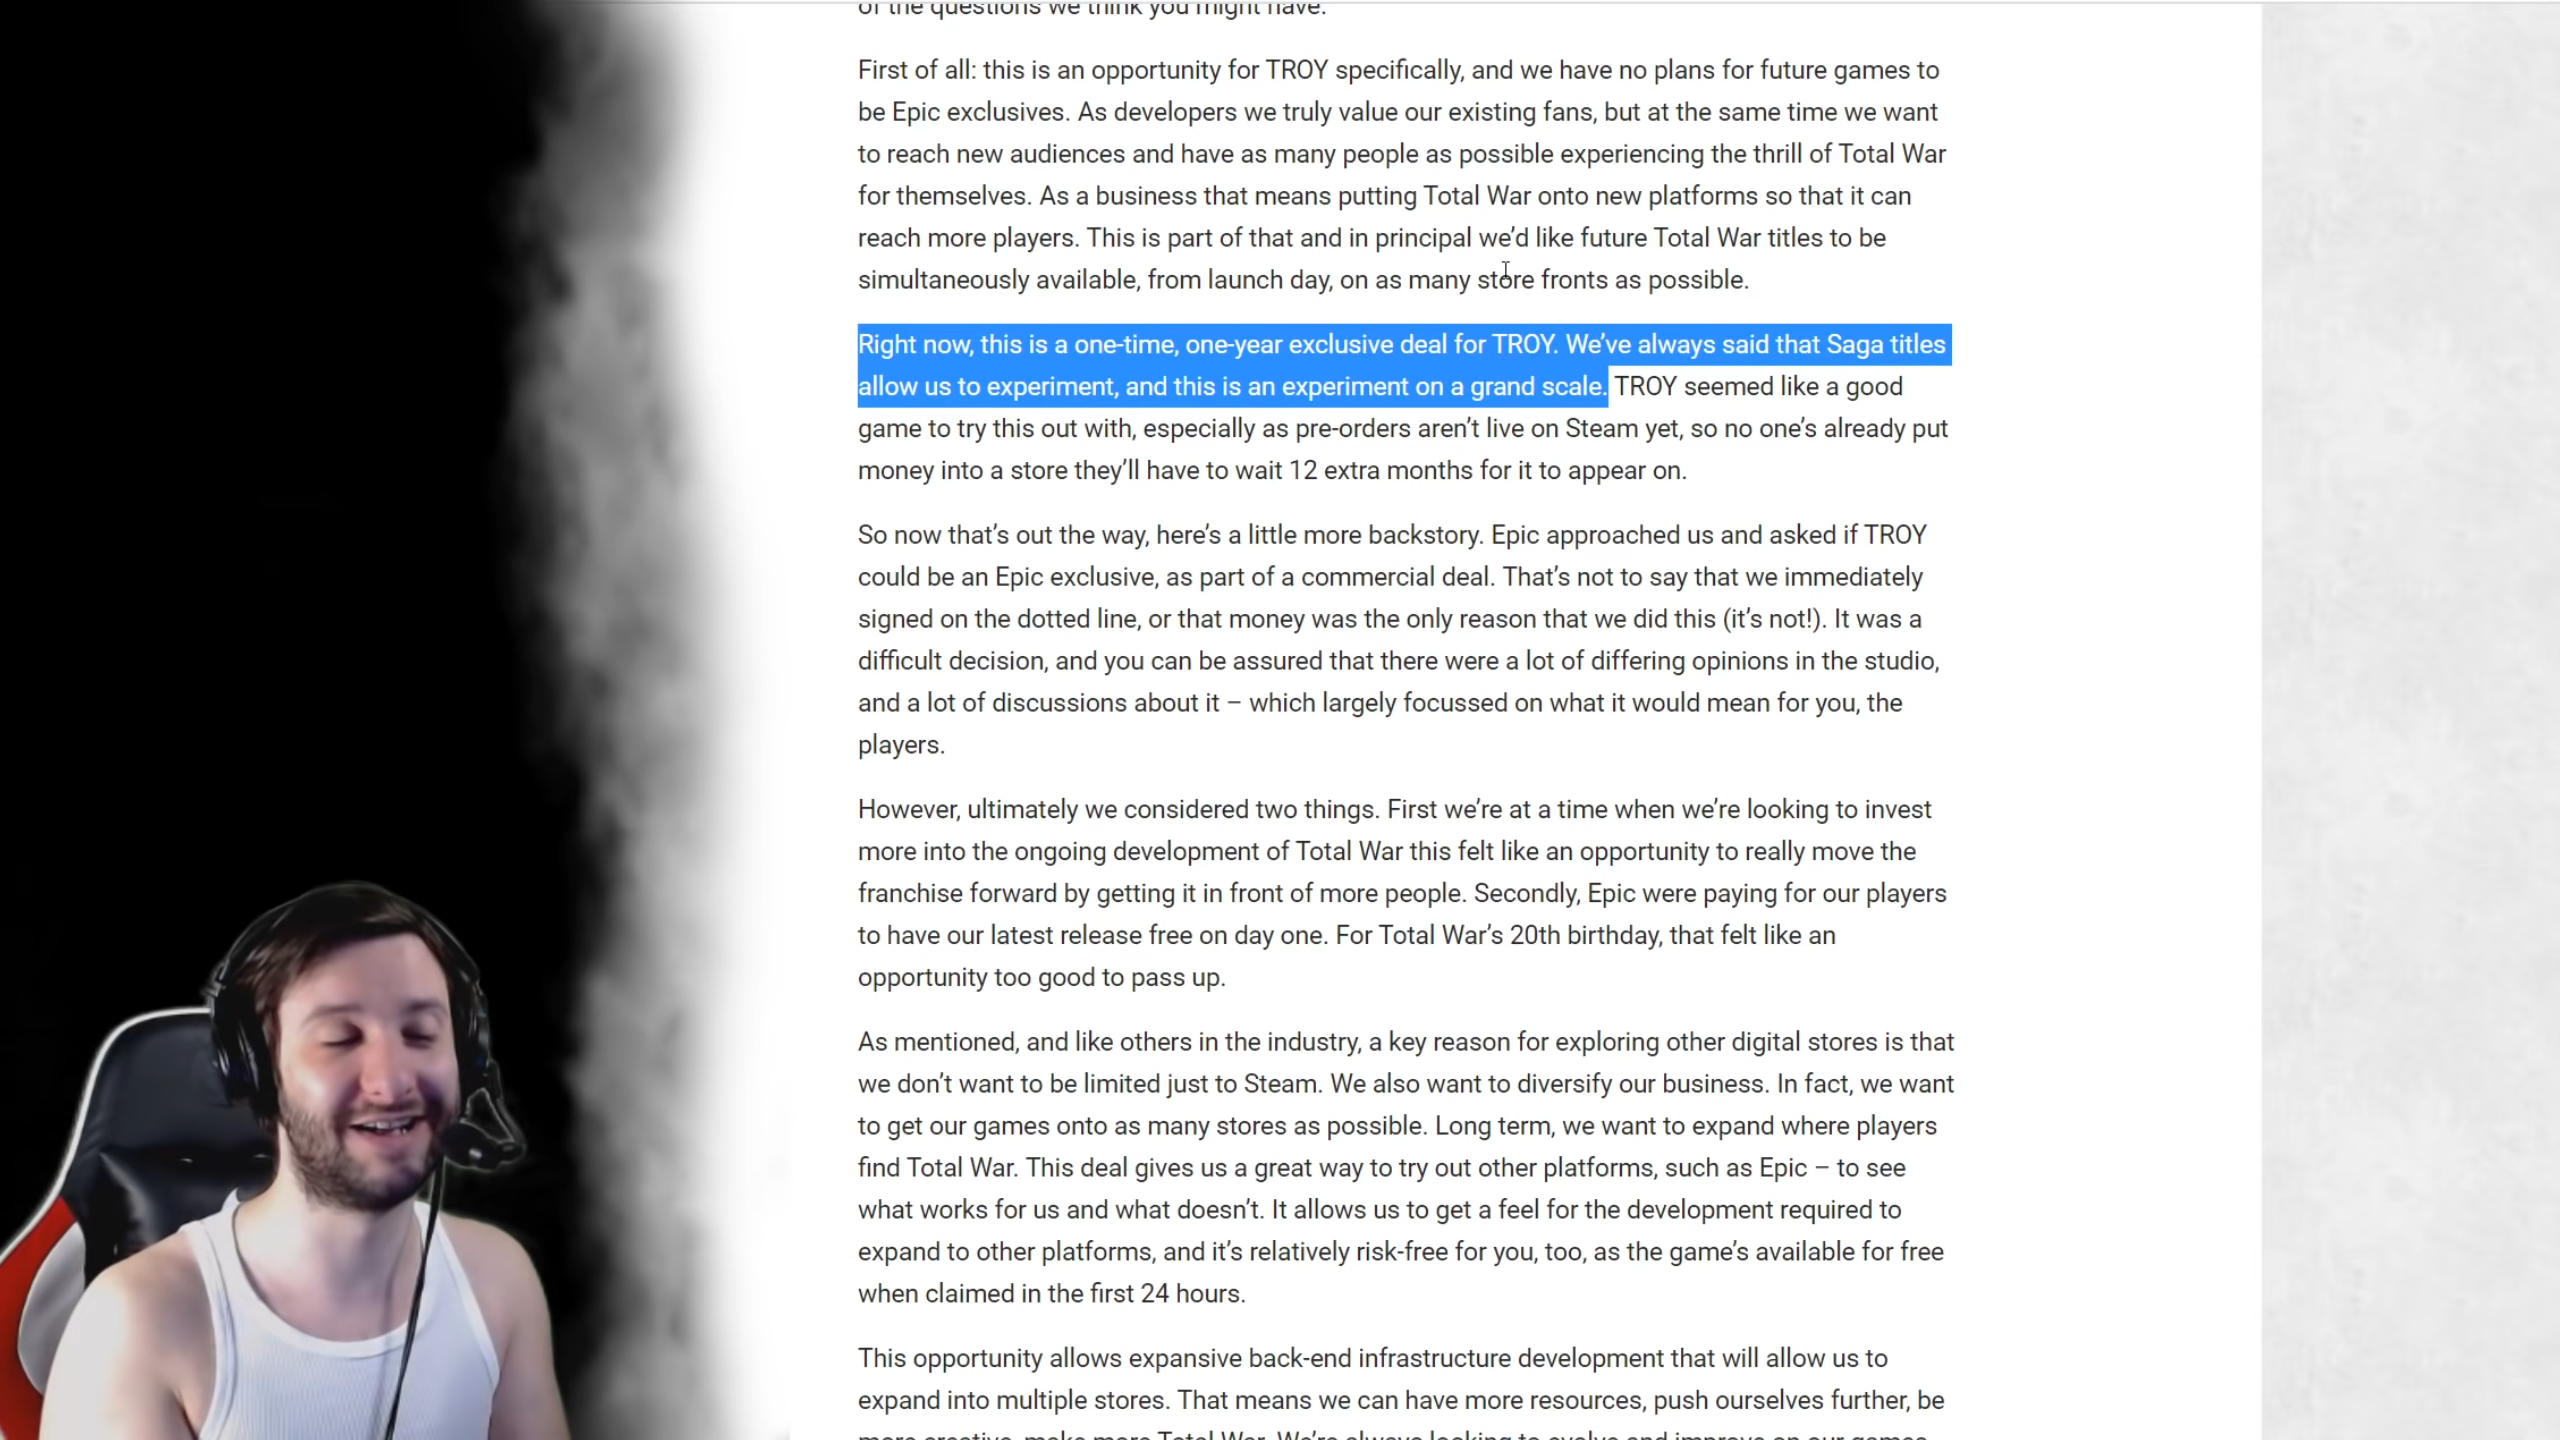 of the questions we think you might have.
First of all: this is an opportunity for TROY specifically, and we have no plans for future games to
be Epic exclusives. As developers we truly value our existing fans, but at the same time we want
to reach new audiences and have as many people as possible experiencing the thrill of Total War
for themselves. As a business that means putting Total War onto new platforms so that it can
reach more players. This is part of that and in principal we’d like future Total War titles to be
simultaneously available, from launch day, on as many store fronts as possible.
Right now, this is a one-time, one-year exclusive deal for TROY. We’ve always said that Saga titles
allow us to experiment, and this is an experiment on a grand scale. TROY seemed like a good
game to try this out with, especially as pre-orders aren’t live on Steam yet, so no one’s already put
money into a store they’ll have to wait 12 extra months for it to appear on.
So now that’s out the way, here’s a little more backstory. Epic approached us and asked if TROY
could be an Epic exclusive, as part of a commercial deal. That’s not to say that we immediately
signed on the dotted line, or that money was the only reason that we did this (it’s not!). It was a
difficult decision, and you can be assured that there were a lot of differing opinions in the studio,
and a lot of discussions about it – which largely focussed on what it would mean for you, the
players.
However, ultimately we considered two things. First we’re at a time when we’re looking to invest
more into the ongoing development of Total War this felt like an opportunity to really move the
franchise forward by getting it in front of more people. Secondly, Epic were paying for our players
to have our latest release free on day one. For Total War’s 20th birthday, that felt like an
opportunity too good to pass up.
As mentioned, and like others in the industry, a key reason for exploring other digital stores is that
we don’t want to be limited just to Steam. We also want to diversify our business. In fact, we want
to get our games onto as many stores as possible. Long term, we want to expand where players
find Total War. This deal gives us a great way to try out other platforms, such as Epic – to see
what works for us and what doesn’t. It allows us to get a feel for the development required to
expand to other platforms, and it’s relatively risk-free for you, too, as the game’s available for free
when claimed in the first 24 hours.
This opportunity allows expansive back-end infrastructure development that will allow us to
expand into multiple stores. That means we can have more resources, push ourselves further, be
more creative, make more Total War. We’re always looking to evolve and improve on our games